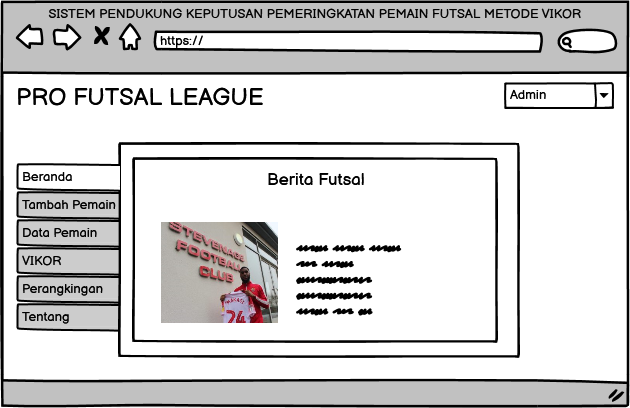 SISTEM PENDUKUNG KEPUTUSAN PEMERINGKATAN PEMAIN FUTSAL METODE VIKOR
https://
PRO FUTSAL LEAGUE
Admin
Berita Futsal
Beranda
Tambah Pemain
Data Pemain
VIKOR
Perangkingan
Tentang
STEVENAGE
FOOTBALL
CLUB
24